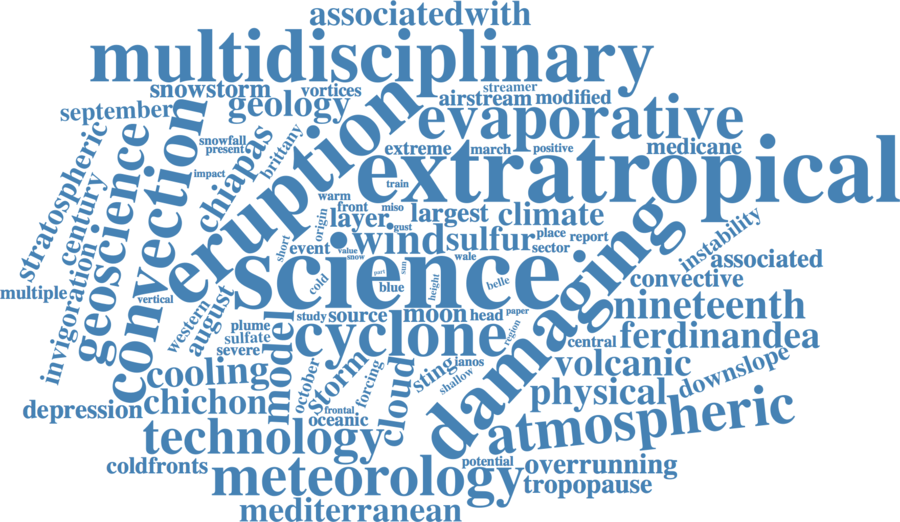 associatedwith
multidisciplinary
snowstorm
vortices
streamer
september
geology
airstream
modified
evaporative
stratospheric
century
geoscience
convection
snowfall
present
chiapas
brittany
eruption
extreme
march
positive
medicane
impact
extratropical
train
warm
front
miso
origin
layer
gust
largest
climate
short
event
value
snow
wind
sulfur
place
report
sector
wale
instability
associated
invigoration
multiple
vertical
science
cold
part
sun
blue
height
belle
damaging
convective
nineteenth
western
august
plume
sulfate
severe
study
source
moon
head
paper
region
cyclone
central
ferdinandea
model
cooling
october
storm
forcing
cloud
sting
ianos
shallow
volcanic
physical
downslope
depression
chichon
frontal
oceanic
technology
atmospheric
coldfronts
meteorology
potential
overrunning
tropopause
mediterranean